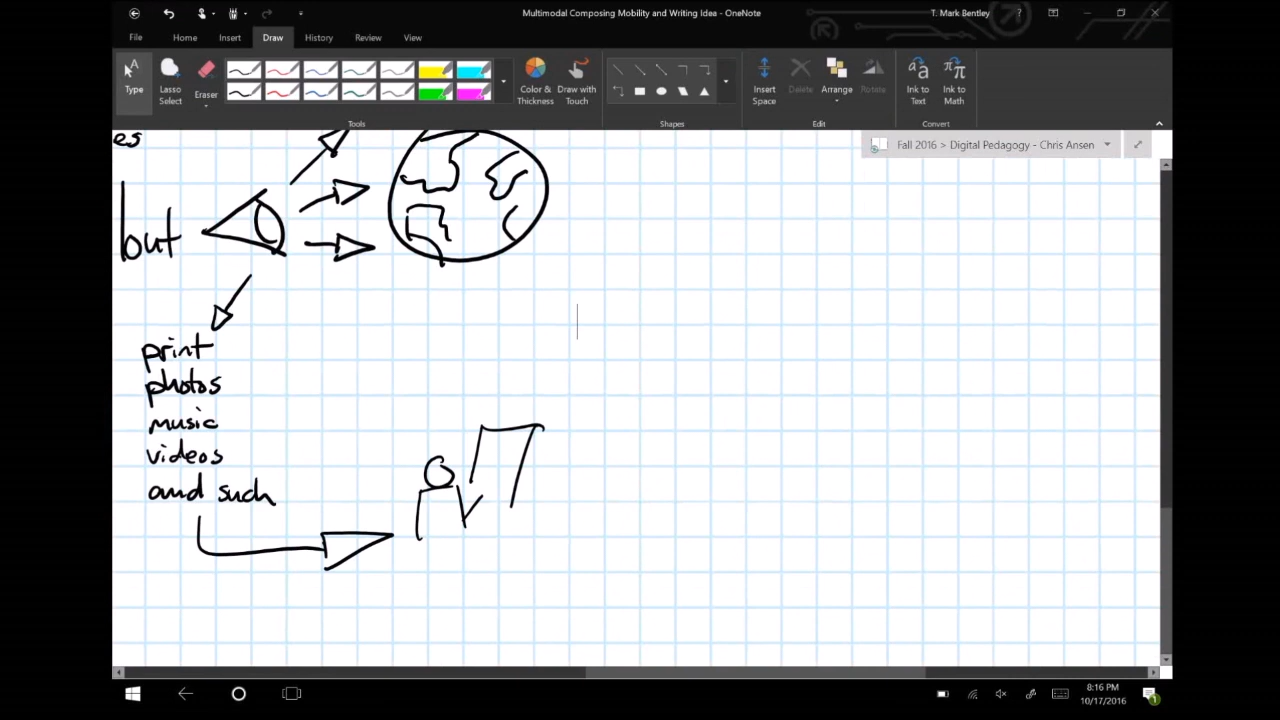 Multimodal Composing Mobility and Writing Idea - OneNote
T. Mark Bentley
?
File Home Insert Draw History Review View
Type
Lasso Select
Eraser
Color & Thickness
Draw with Touch
Insert Space
Delete
Arrange
Rotate
Ink to Text
Ink to Math
Tools
Shapes
Edit
Convert
Fall 2016 > Digital Pedagogy - Chris Ansen
es
but
print
photos
music
videos
and such
8:16 PM
10/17/2016
1